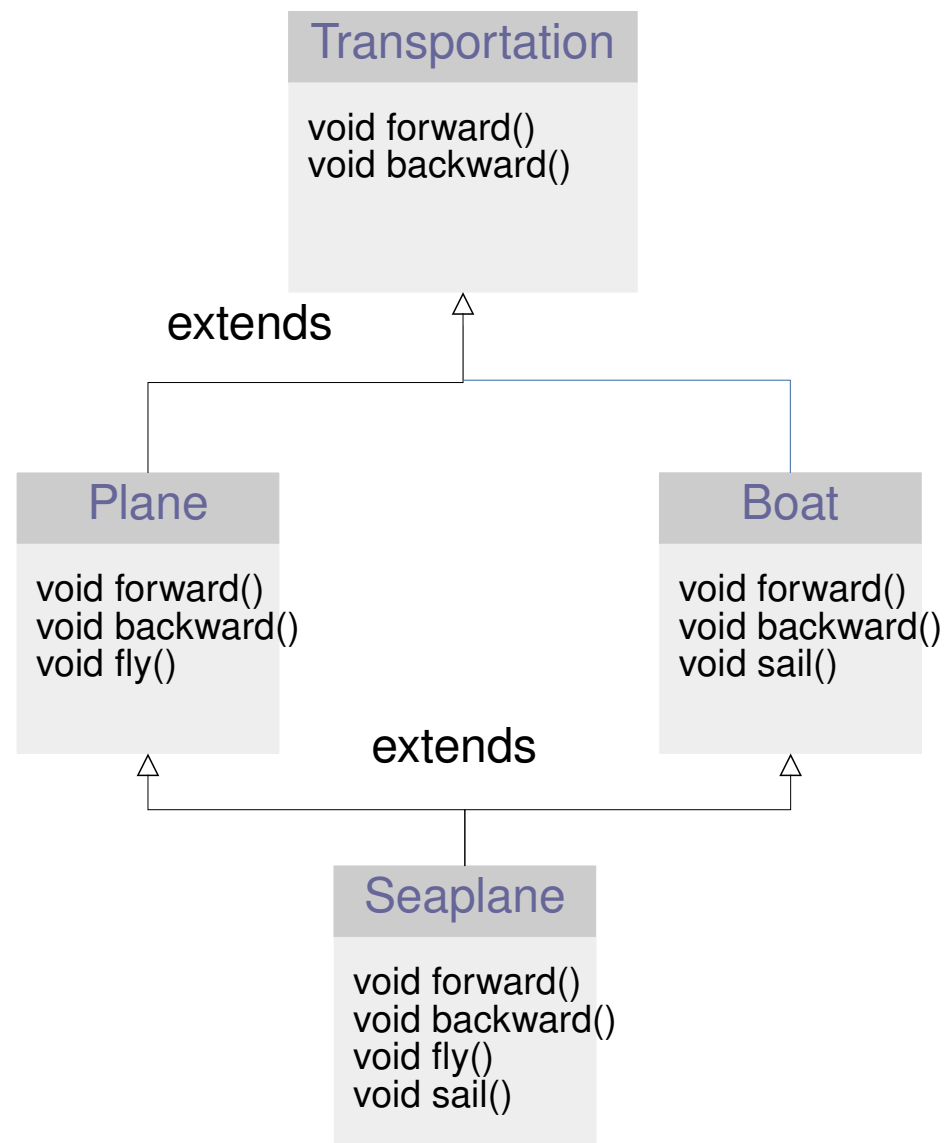 Transportation
void forward()
void backward()
extends
Plane
void forward()
void backward()
void fly()
Boat
void forward()
void backward()
void sail()
extends
Seaplane
void forward()
void backward()
void fly()
void sail()